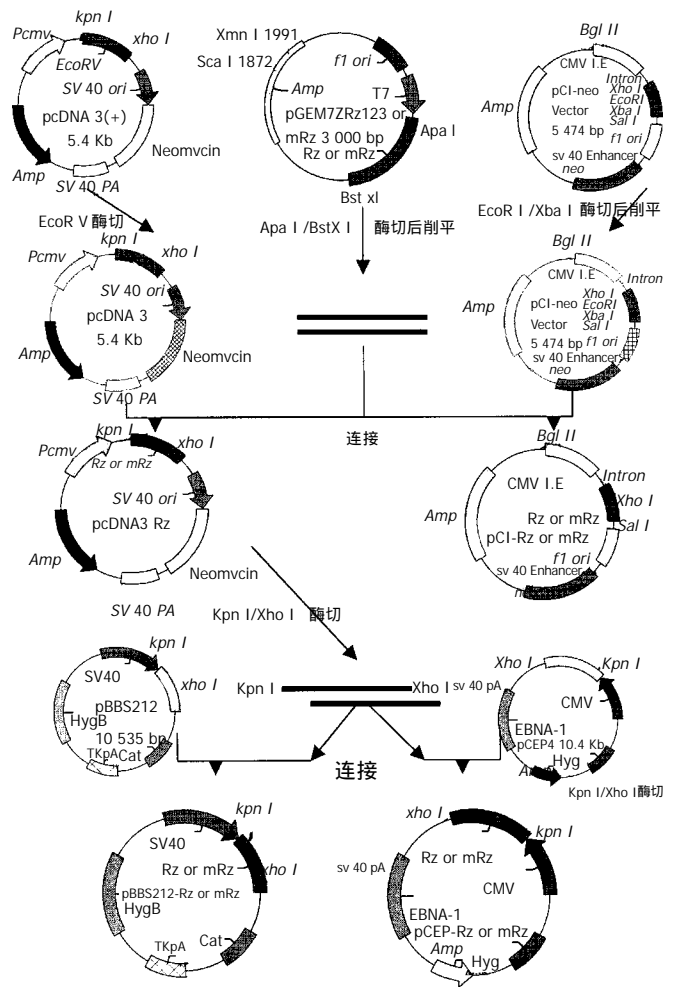 kpn I
xho I
Pcmv
EcoRV
SV 40 ori
pcDNA 3(+)
5.4 Kb
Neomvcin
Amp
SV 40 PA
Xmn I 1991
Sca I 1872
f1 ori
Amp
T7
pGEM7ZRz123 or
mRz 3 000 bp
Rz or mRz
Apa I
Bst xI
Bgl II
CMV I.E
Intron
pCI-neo
Xho I
EcoRI
Vector
Xba I
Sal I
5 474 bp
f1 ori
Amp
sv 40 Enhancer
neo
EcoR V 酶切
Apa I /BstX I 酶切后削平
EcoR I /Xba I 酶切后削平
kpn I
xho I
Pcmv
SV 40 ori
pcDNA 3
5.4 Kb
Amp
Neomvcin
SV 40 PA
Bgl II
CMV I.E
Intron
Xho I
pCI-neo
EcoRI
Xba I
Vector
Sal I
Amp
5 474 bp
f1 ori
sv 40 Enhancer
neo
连接
kpn I
xho I
Pcmv
Rz or mRz
SV 40 ori
pcDNA3 Rz
Amp
Neomvcin
SV 40 PA
Bgl II
CMV I.E
Intron
Xho I
Amp
Rz or mRz
Sal I
pCI-Rz or mRz
f1 ori
sv 40 Enhancer
Kpn I/Xho I 酶切
kpn I
SV40
xho I
pBBS212
HygB
10 535 bp
TKpA
Cat
Kpn I
Xho I
Xho I
Kpn I
sv 40 pA
CMV
EBNA-1
pCEP4 10.4 Kb
Hyg
Kpn I/Xho I酶切
连接
kpn I
SV40
Rz or mRz
xho I
pBBS212-Rz or mRz
HygB
Cat
TKpA
xho I
kpn I
Rz or mRz
sv 40 pA
CMV
EBNA-1
pCEP-Rz or mRz
Amp
Hyg